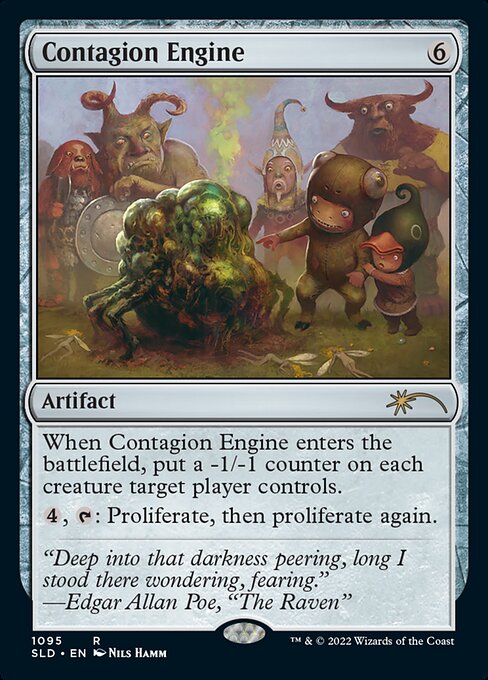 Contagion Engine 6
Artifact
When Contagion Engine enters the
battlefield, put a -1/-1 counter on each
creature target player controls.
4, : Proliferate, then proliferate again.
“Deep into that darkness peering, long I
stood there wondering, fearing.”
—Edgar Allan Poe, “The Raven”
1095 R
SLD • EN Nils Hamm
™ & © 2022 Wizards of the Coast